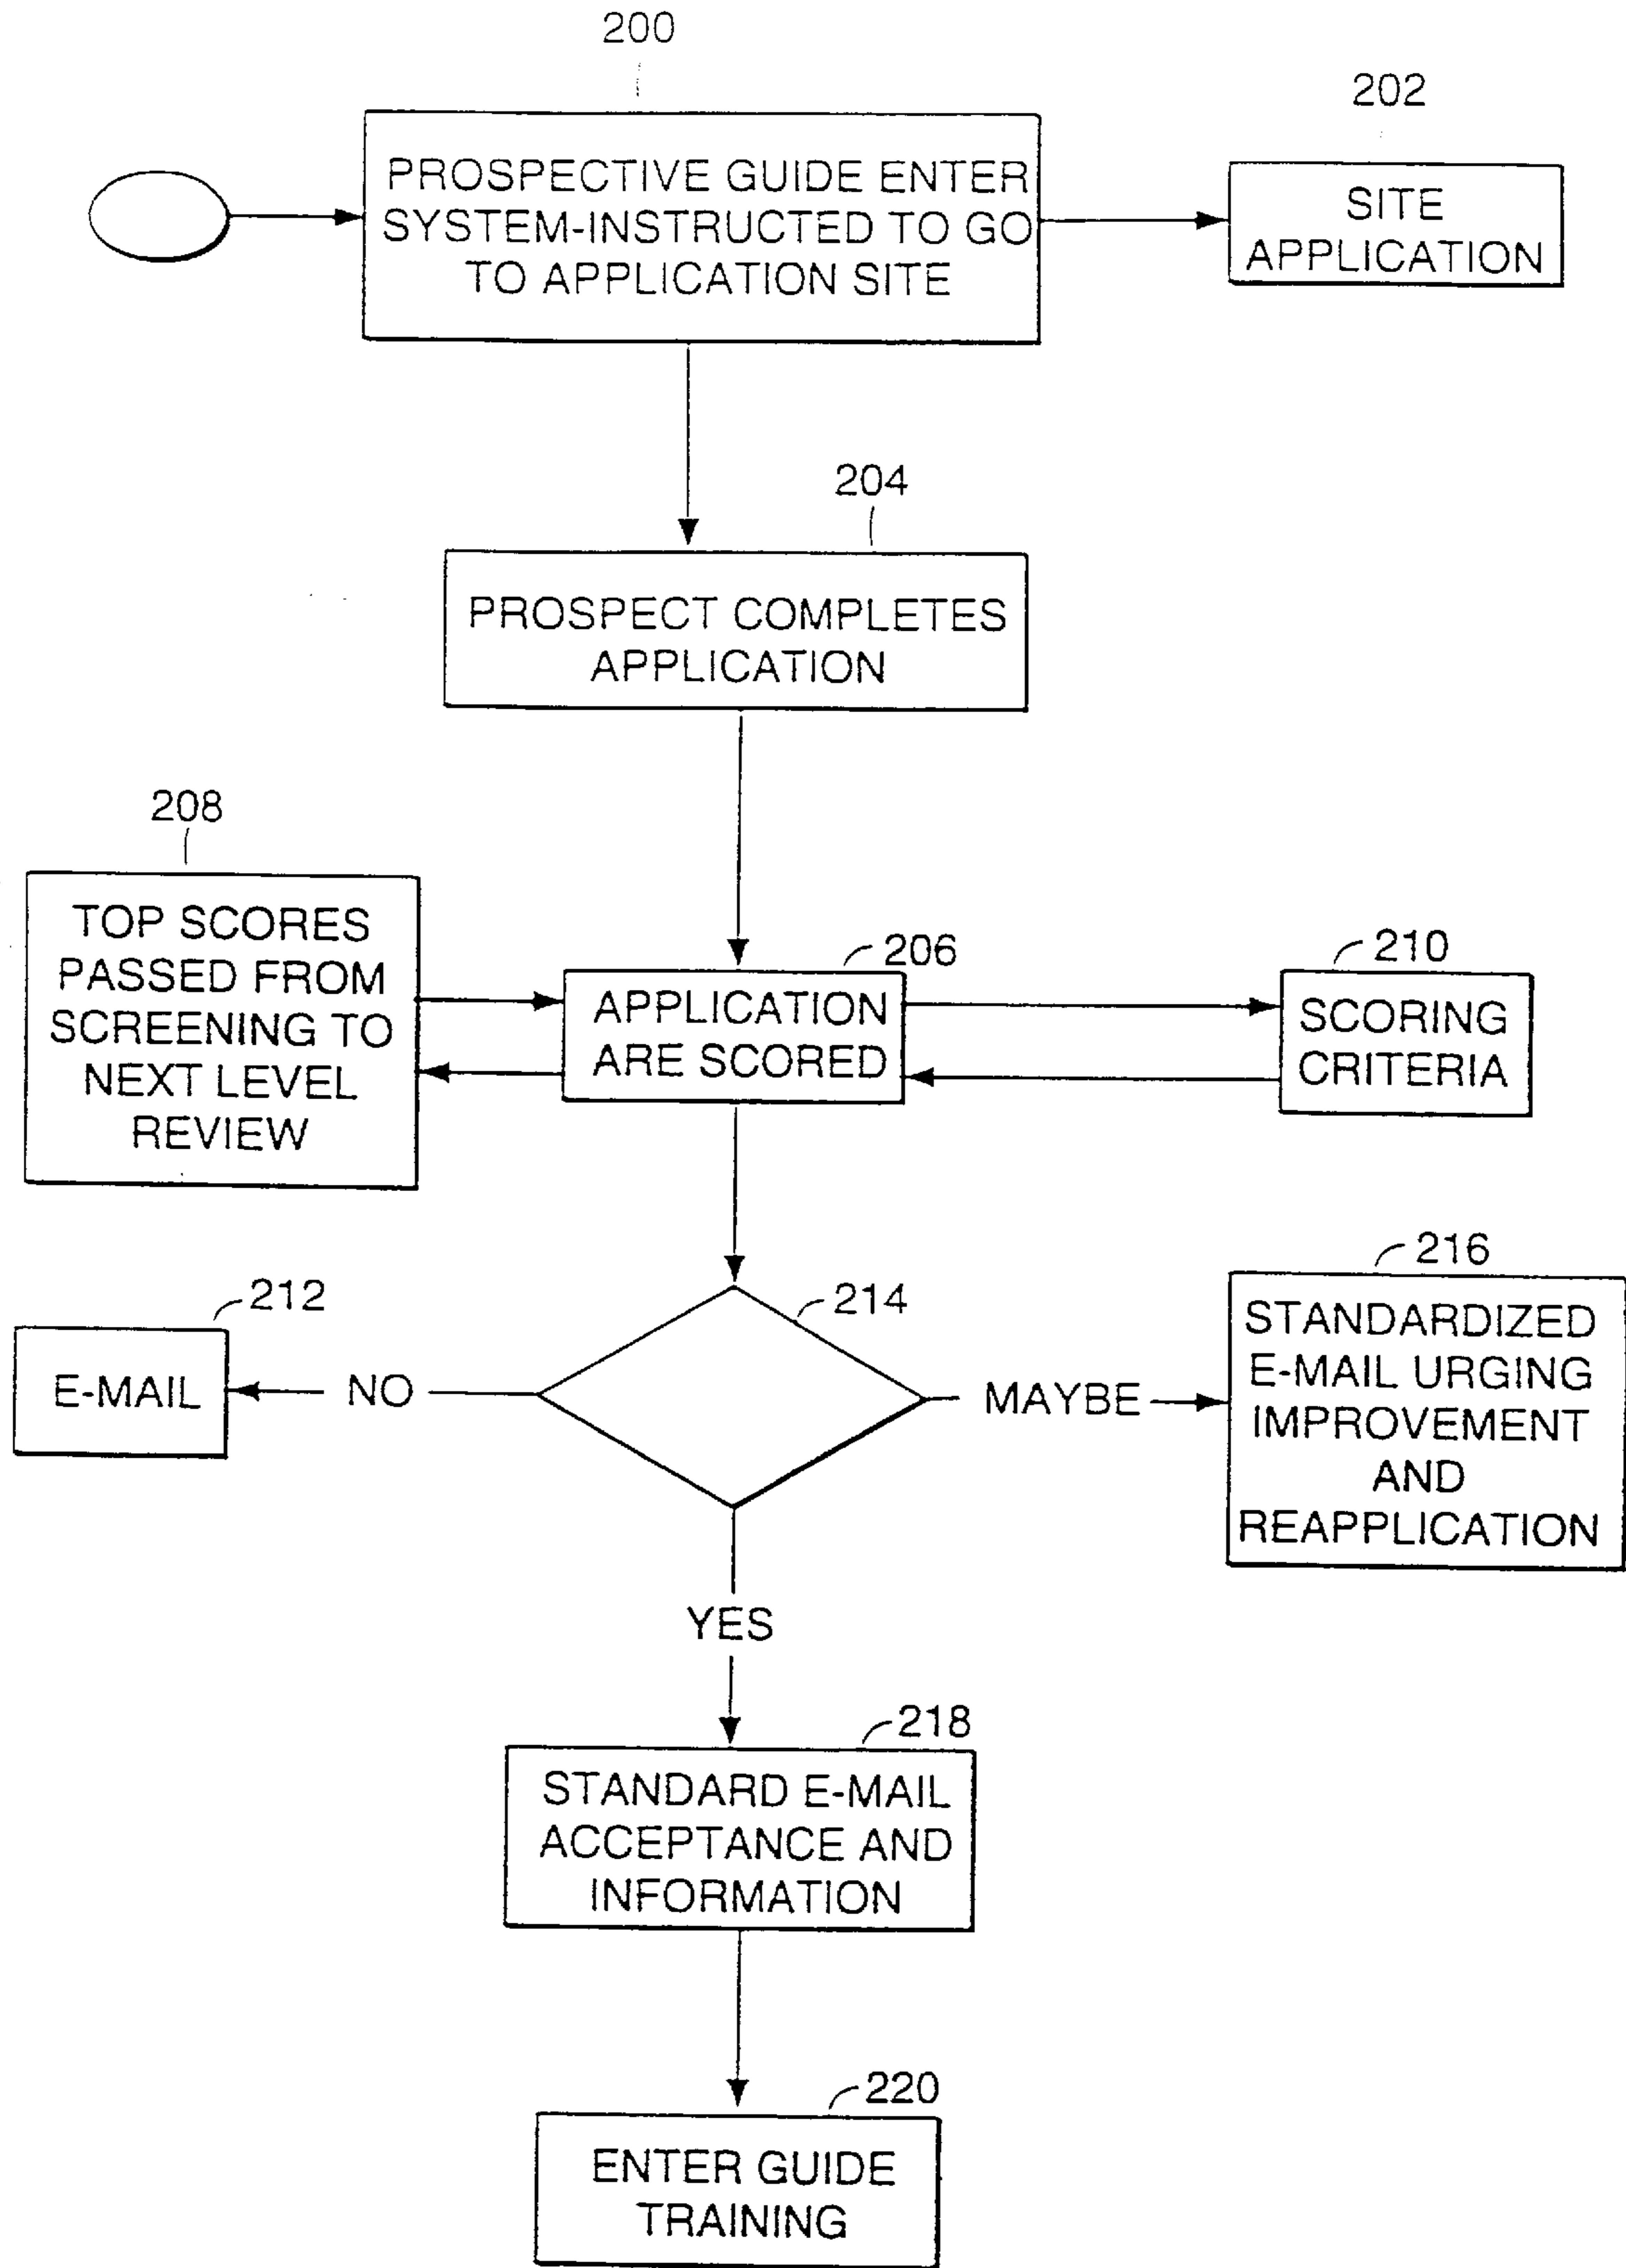 200
202
PROSPECTIVE GUIDE ENTER
SYSTEM-INSTRUCTED TO GO
TO APPLICATION SITE
SITE
APPLICATION
204
PROSPECT COMPLETES
APPLICATION
208
TOP SCORES
PASSED FROM
SCREENING TO
NEXT LEVEL
REVIEW
206
APPLICATION
ARE SCORED
210
SCORING
CRITERIA
212
E-MAIL
NO
214
MAYBE
216
STANDARDIZED
E-MAIL URGING
IMPROVEMENT
AND
REAPPLICATION
YES
218
STANDARD E-MAIL
ACCEPTANCE AND
INFORMATION
220
ENTER GUIDE
TRAINING